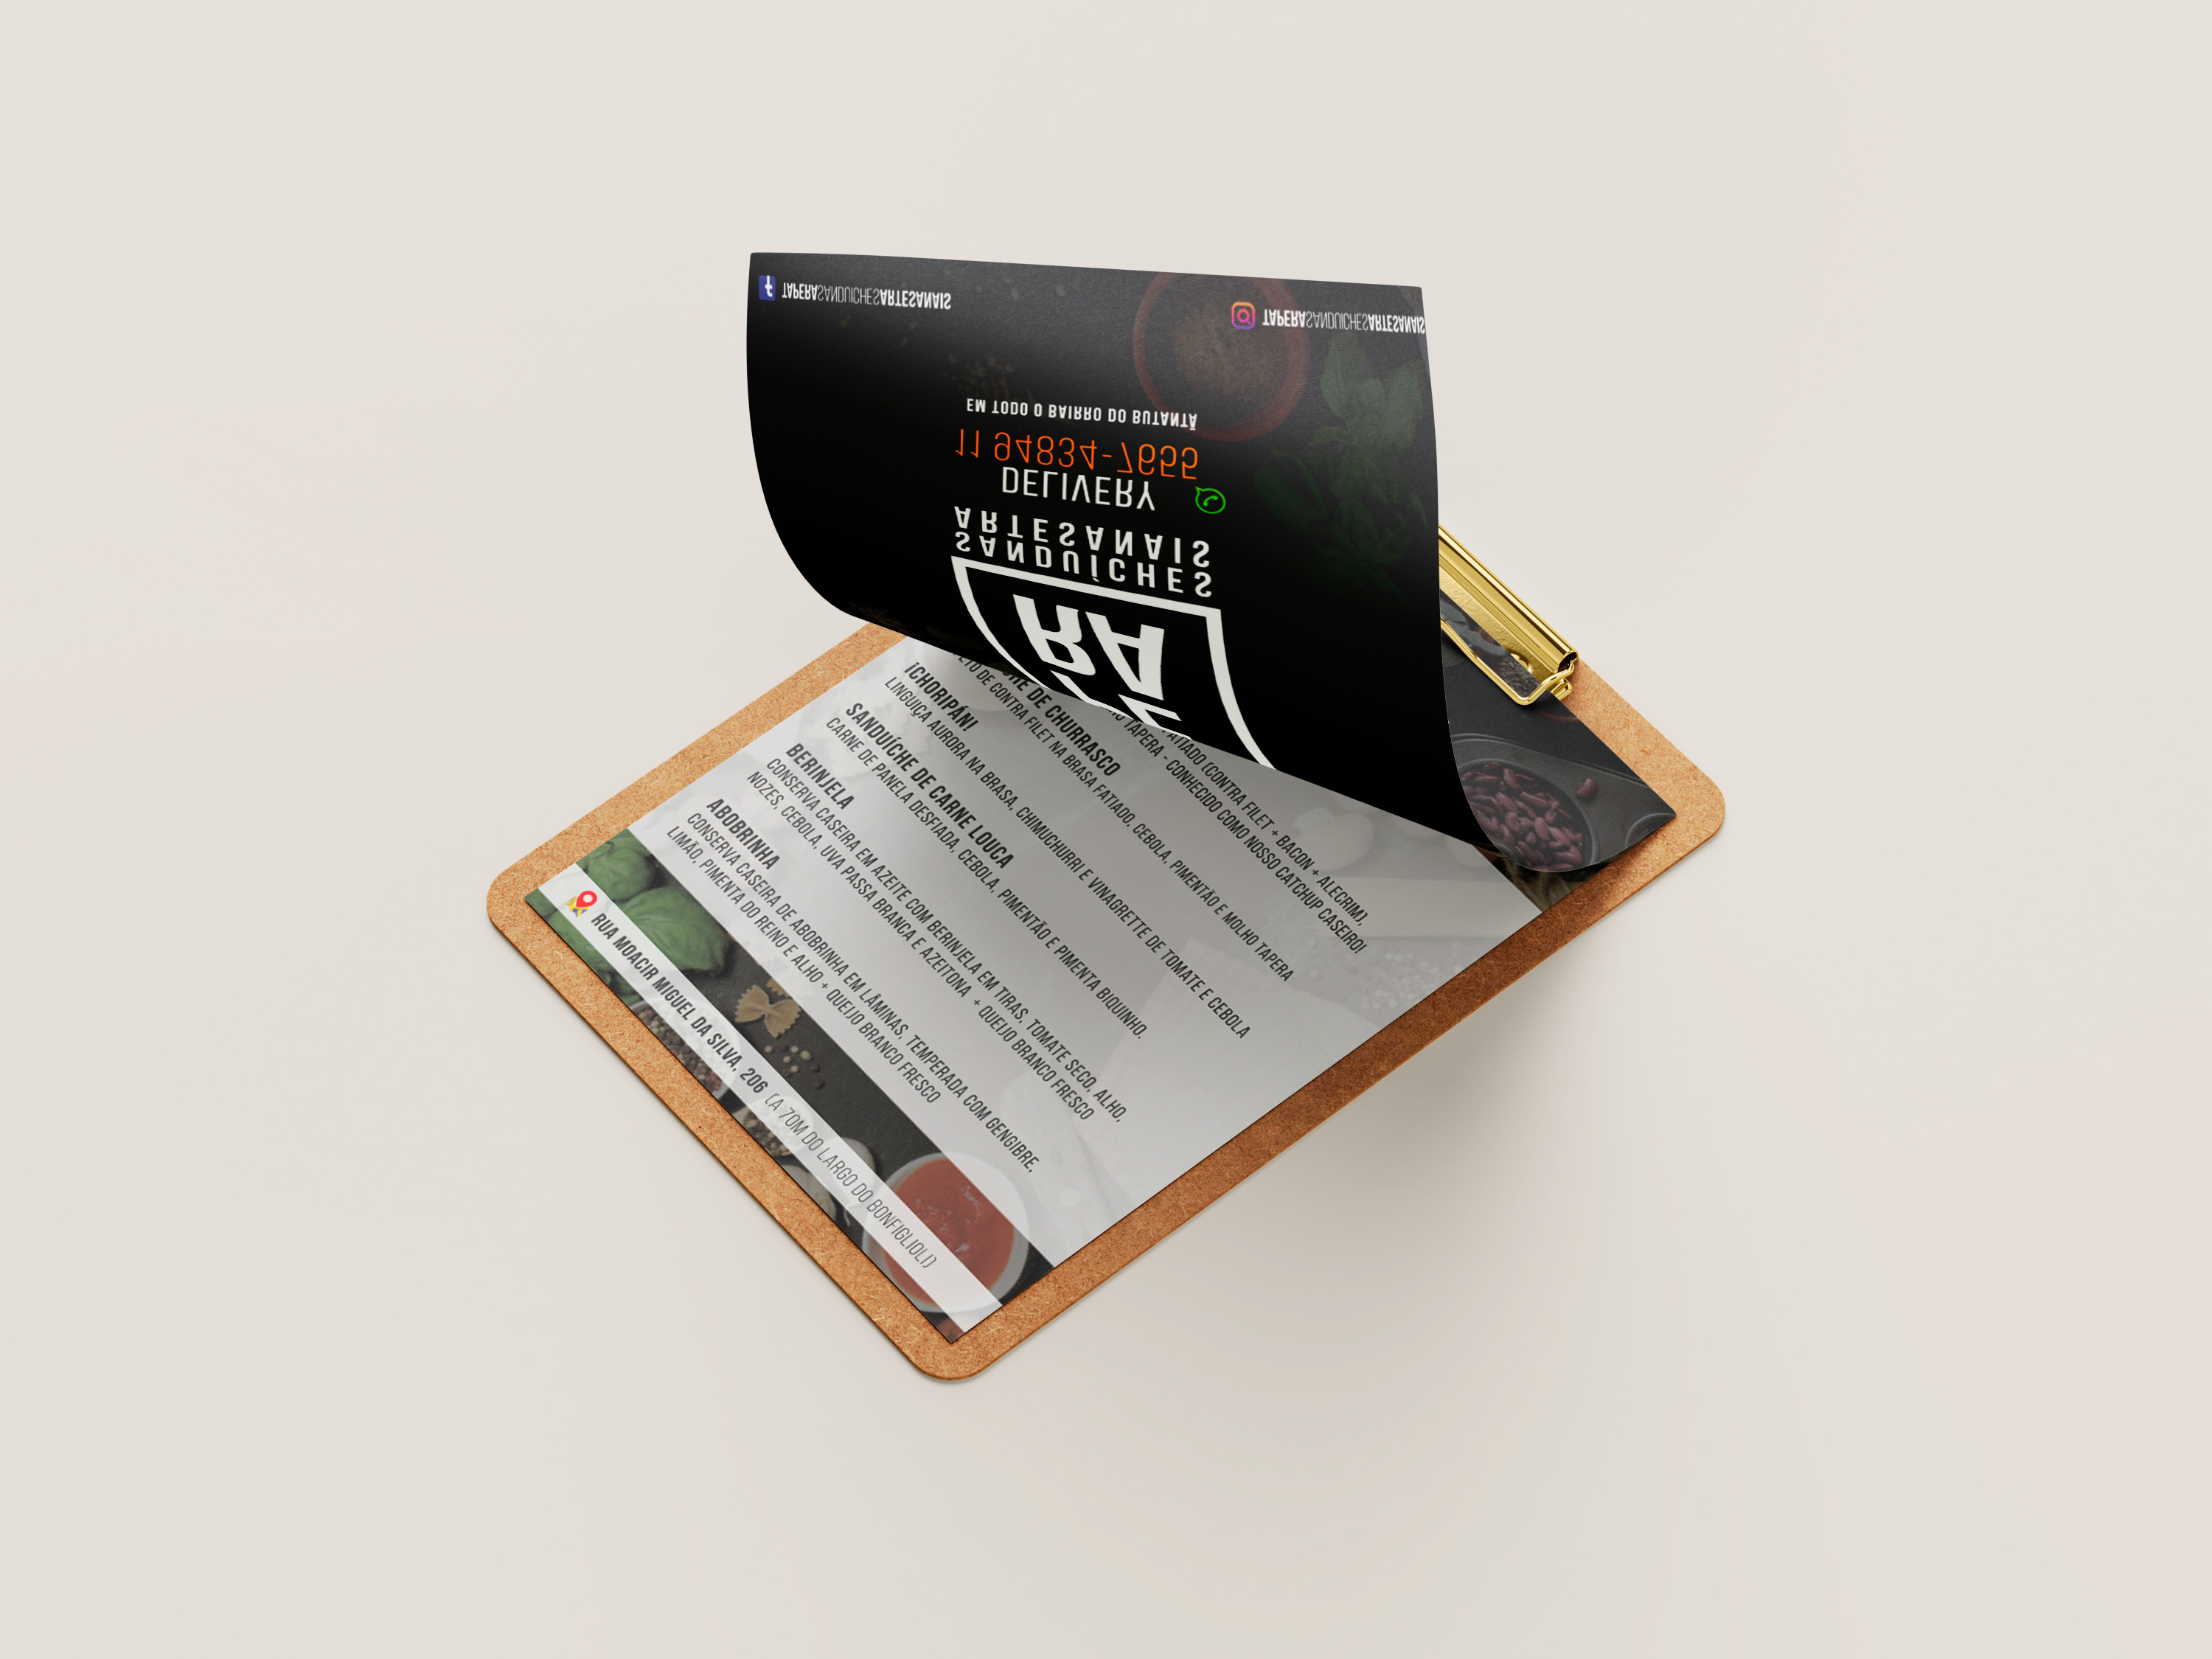 RA
SANDUÍCHES
ARTESANAIS
DELIVERY
11 94834-7655
EM TODO O BAIRRO DO BUTANTÃ
TAPERASANDUICHESARTESANAIS
TAPERASANDUICHESARTESANAIS
(CONTRA FILET + BACON + ALECRIM),
TAPERA - CONHECIDO COMO NOSSO CATCHUP CASEIRO!
DE CHURRASCO
DE CONTRA FILET NA BRASA FATIADO, CEBOLA, PIMENTÃO E MOLHO TAPERA
¡CHORIPÁN!
LINGUIÇA AURORA NA BRASA, CHIMUCHURRI E VINAGRETTE DE TOMATE E CEBOLA
SANDUÍCHE DE CARNE LOUCA
CARNE DE PANELA DESFIADA, CEBOLA, PIMENTÃO E PIMENTA BIQUINHO.
BERINJELA
CONSERVA CASEIRA EM AZEITE COM BERINJELA EM TIRAS, TOMATE SECO, ALHO,
NOZES, CEBOLA, UVA PASSA BRANCA E AZEITONA + QUEIJO BRANCO FRESCO
ABOBRINHA
CONSERVA CASEIRA DE ABOBRINHA EM LÂMINAS, TEMPERADA COM GENGIBRE,
LIMÃO, PIMENTA DO REINO E ALHO + QUEIJO BRANCO FRESCO
RUA MOACIR MIGUEL DA SILVA, 206 (A 70M DO LARGO DO BONFIGLIOLI)